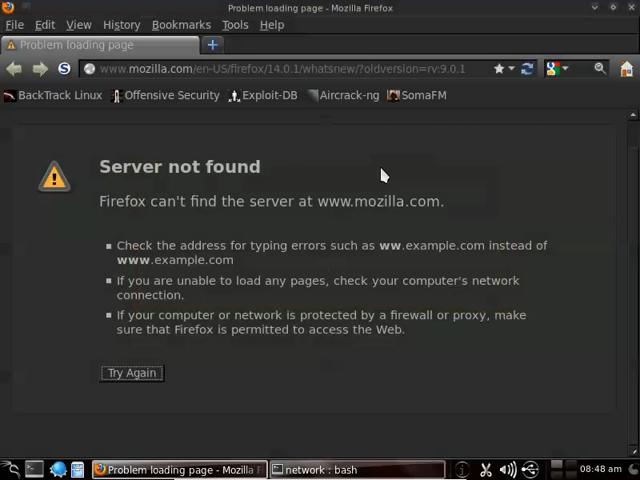 Problem loading page - Mozilla Firefox
File Edit View History Bookmarks Tools Help
Problem loading page
www.mozilla.com/en-US/firefox/14.0.1/whatsnew/?oldversion=rv:9.0.1
BackTrack Linux Offensive Security Exploit-DB Aircrack-ng SomaFM
Server not found
Firefox can't find the server at www.mozilla.com.
Check the address for typing errors such as ww.example.com instead of
www.example.com
If you are unable to load any pages, check your computer's network
connection.
If your computer or network is protected by a firewall or proxy, make
sure that Firefox is permitted to access the Web.
Try Again
Problem loading page - Mozilla F network : bash 08:48 am